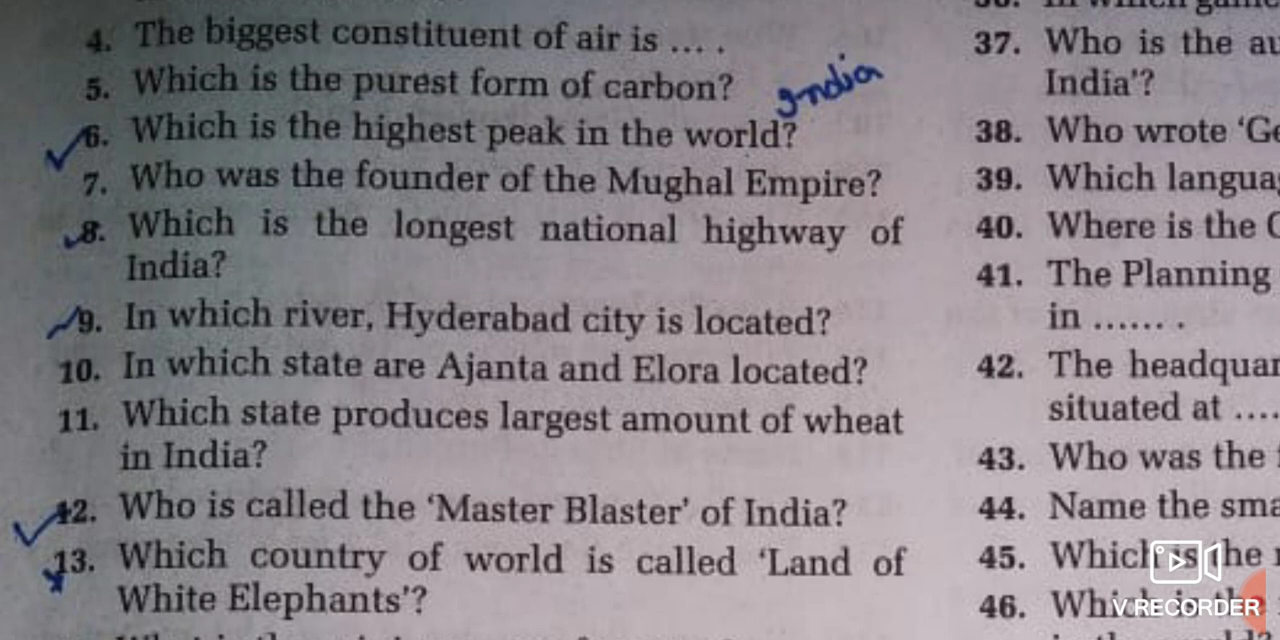 4. The biggest constituent of air is ... .
5. Which is the purest form of carbon?
India
6. Which is the highest peak in the world?
7. Who was the founder of the Mughal Empire?
8. Which is the longest national highway of
India?
9. In which river, Hyderabad city is located?
10. In which state are Ajanta and Elora located?
11. Which state produces largest amount of wheat
in India?
12. Who is called the ‘Master Blaster’ of India?
13. Which country of world is called ‘Land of
White Elephants’?
37. Who is the
India’?
38. Who wrote
39. Which
40. Where is the
41. The Planning
in ....... .
42. The
situated at ....
43. Who was the
44. Name the
45. Which is the
46. Which is the
V RECORDER